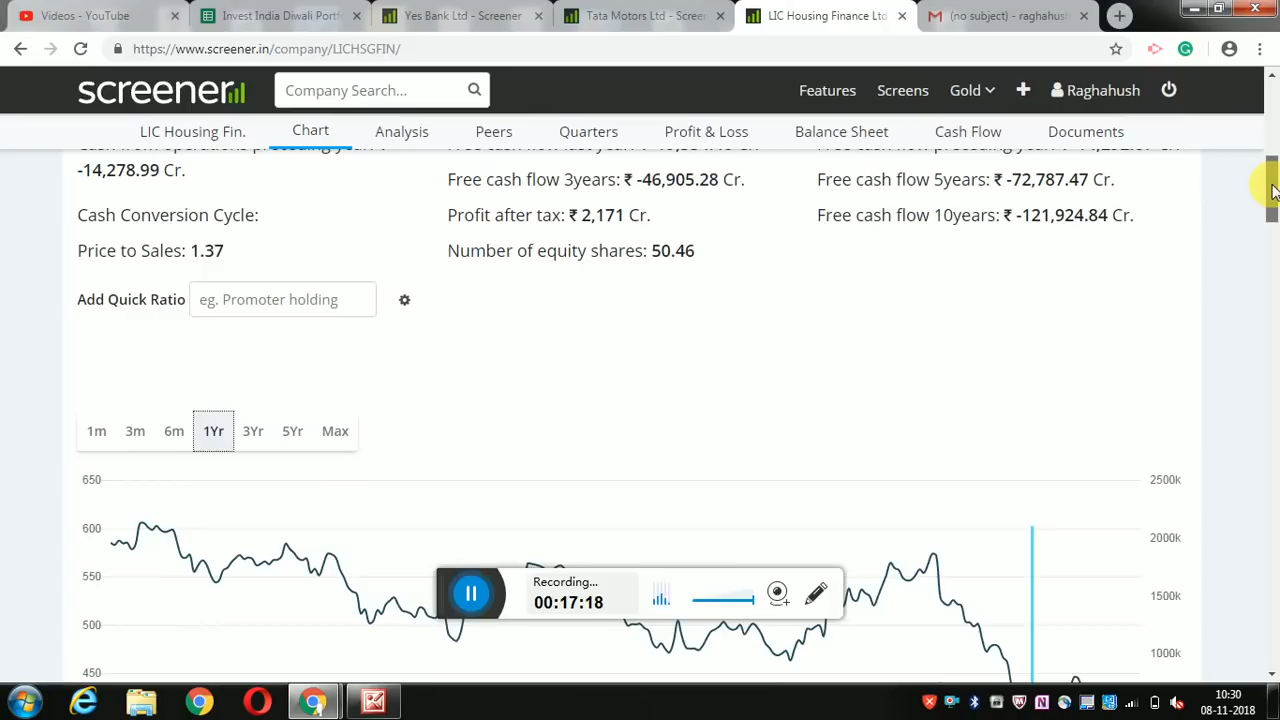 Videos - YouTube
Invest India Diwali Portf
Yes Bank Ltd - Screener
Tata Motors Ltd - Screen
LIC Housing Finance Ltd
(no subject) - raghahush
https://www.screener.in/company/LICHSGFIN/
screener
Company Search...
Features
Screens
Gold
Raghahush
LIC Housing Fin.
Chart
Analysis
Peers
Quarters
Profit & Loss
Balance Sheet
Cash Flow
Documents
-14,278.99 Cr.
Free cash flow 3years: ₹ -46,905.28 Cr.
Free cash flow 5years: ₹ -72,787.47 Cr.
Cash Conversion Cycle:
Profit after tax: ₹ 2,171 Cr.
Free cash flow 10years: ₹ -121,924.84 Cr.
Price to Sales: 1.37
Number of equity shares: 50.46
Add Quick Ratio
eg. Promoter holding
1m 3m 6m 1Yr 3Yr 5Yr Max
650
2500k
600
2000k
550
1500k
500
1000k
450
Recording...
00:17:18
10:30
08-11-2018